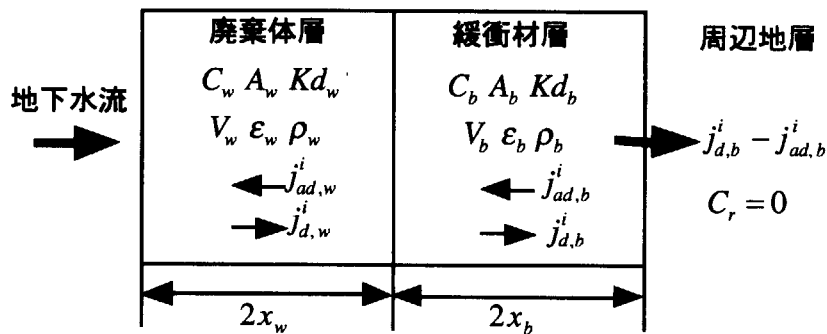 廃棄体層
緩衝材層
周辺地層
地下水流
C_w A_w Kd_w
C_b A_b Kd_b
V_w ε_w ρ_w
V_b ε_b ρ_b
j^i_{d,b} − j^i_{ad,b}
j^i_{ad,w}
j^i_{ad,b}
C_r = 0
j^i_{d,w}
j^i_{d,b}
2x_w
2x_b